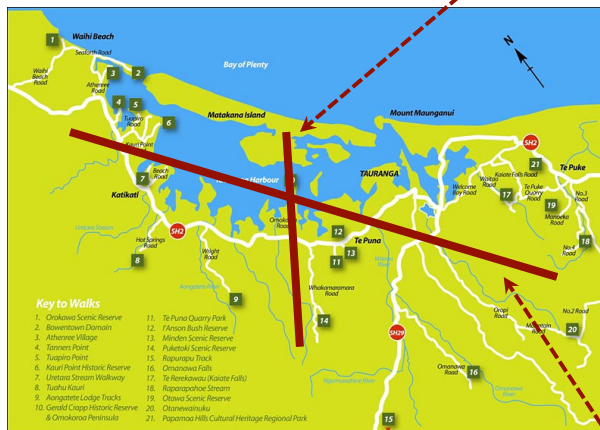 1
Waihi Beach
Seaforth Road
2
3
Waihi
Beach
Road
Athenree
Road
4
5
Tuapiro
Road
6
Bay of Plenty
N
Matakana Island
Mount Maunganui
Kauri Point
Beach
Road
7
Katikati
Harbour
TAURANGA
SH2
21
Te Puke
Waitao
Road
Kaiate Falls Road
Welcome
Bay Road
17
Te Puke
Quarry
Road
19
No.3
Road
Manoeka
Road
18
No.4
Road
SH2
Hot Springs
Road
8
Wright
Road
9
12
Te Puna
13
11
Whakamarama
Road
14
Oropi
Road
Mountain
Road
No.2 Road
20
SH29
Omanawa
Road
16
15
Key to Walks
1. Orokawa Scenic Reserve
2. Bowentown Domain
3. Athenree Village
4. Tanners Point
5. Tuapiro Point
6. Kauri Point Historic Reserve
7. Uretara Stream Walkway
8. Tuahu Kauri
9. Aongatete Lodge Tracks
10. Gerald Crapp Historic Reserve
& Omokoroa Peninsula
11. Te Puna Quarry Park
12. I'Anson Bush Reserve
13. Minden Scenic Reserve
14. Puketoki Scenic Reserve
15. Rapurapu Track
16. Omanawa Falls
17. Te Rerekawau (Kaiate Falls)
18. Raparapahoe Stream
19. Otawa Scenic Reserve
20. Otanewainuku
21. Papamoa Hills Cultural Heritage Regional Park